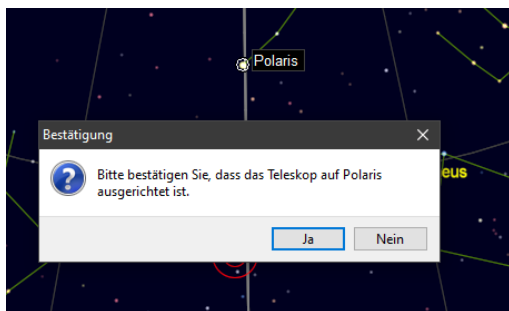 Polaris
Bestätigung
Bitte bestätigen Sie, dass das Teleskop auf Polaris
ausgerichtet ist.
eus
Ja
Nein